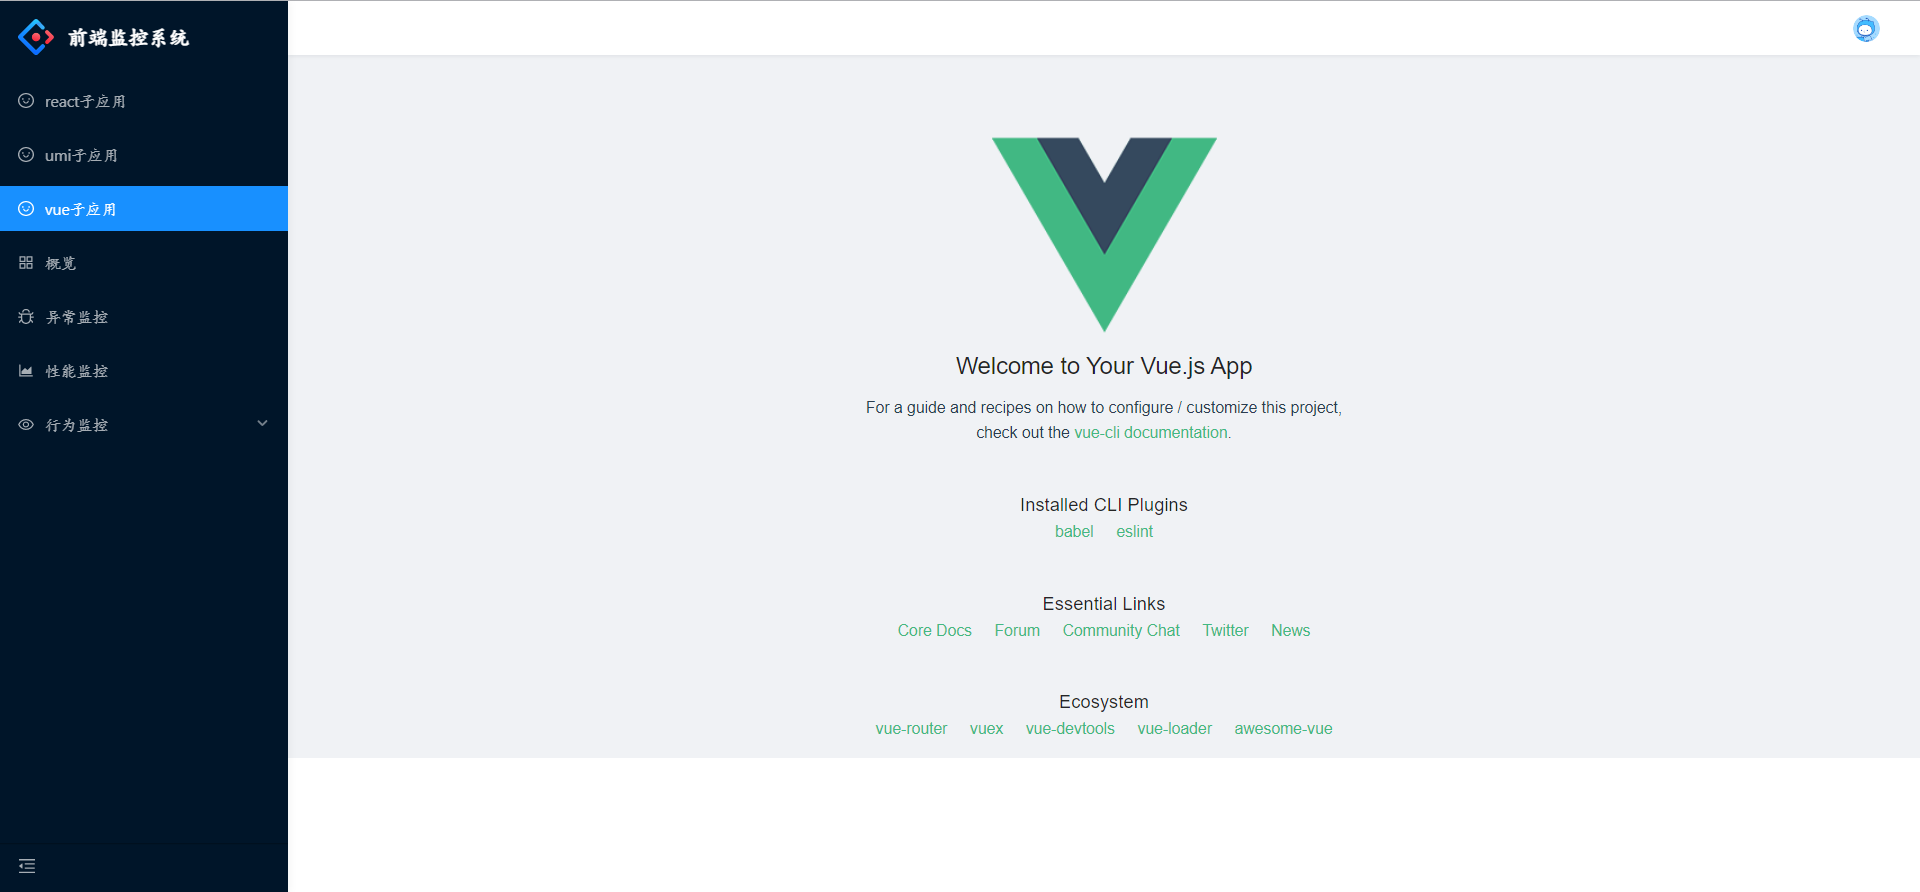 前端监控系统
react子应用
umi子应用
vue子应用
概览
异常监控
性能监控
行为监控
Welcome to Your Vue.js App
For a guide and recipes on how to configure / customize this project,
check out the vue-cli documentation.
Installed CLI Plugins
babel eslint
Essential Links
Core Docs Forum Community Chat Twitter News
Ecosystem
vue-router vuex vue-devtools vue-loader awesome-vue